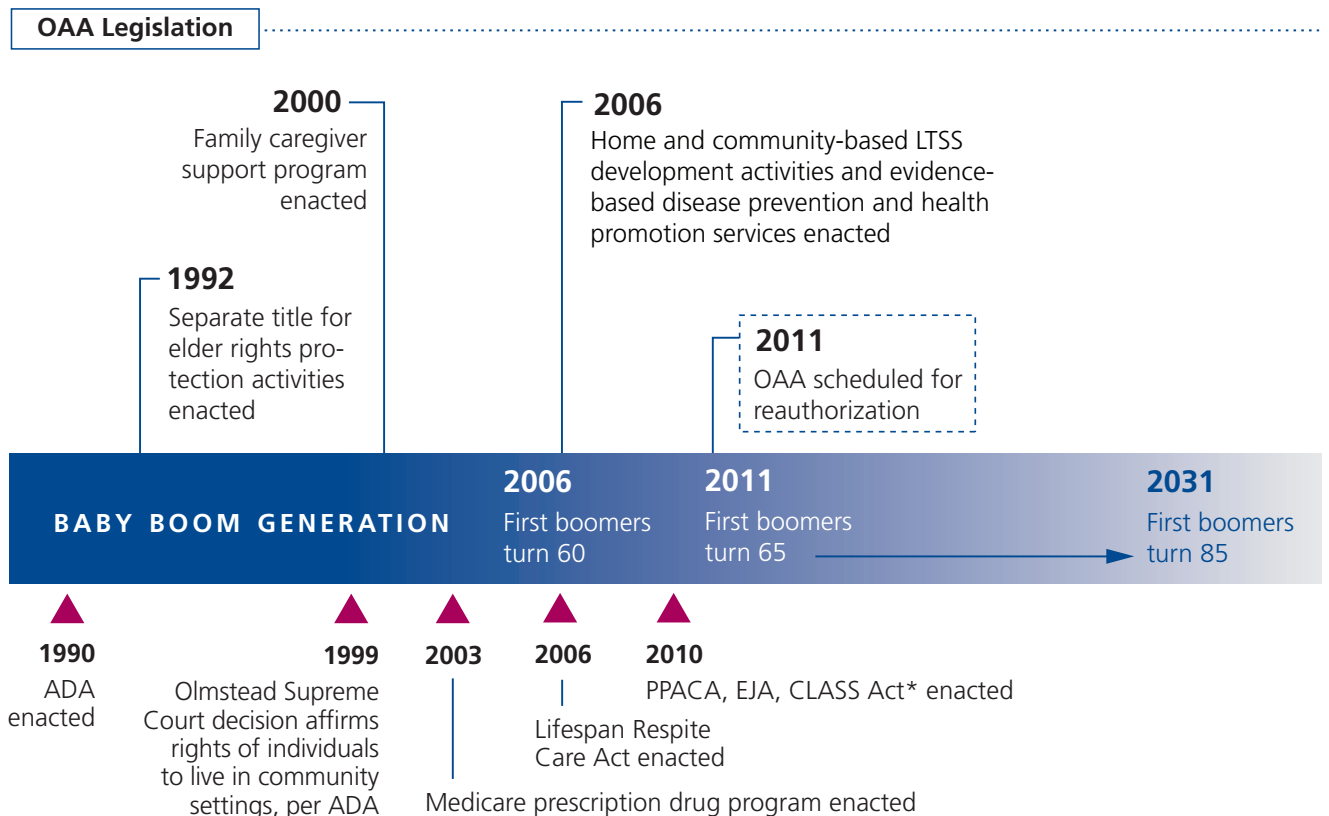 OAA Legislation
2000
Family caregiver
support program
enacted
2006
Home and community-based LTSS
development activities and evidence-
based disease prevention and health
promotion services enacted
1992
Separate title for
elder rights pro-
tection activities
enacted
2011
OAA scheduled for
reauthorization
BABY BOOM GENERATION
2006
First boomers
turn 60
2011
First boomers
turn 65
2031
First boomers
turn 85
1990
ADA
enacted
1999
Olmstead Supreme
Court decision affirms
rights of individuals
to live in community
settings, per ADA
2003
Medicare prescription drug program enacted
2006
Lifespan Respite
Care Act enacted
2010
PPACA, EJA, CLASS Act* enacted